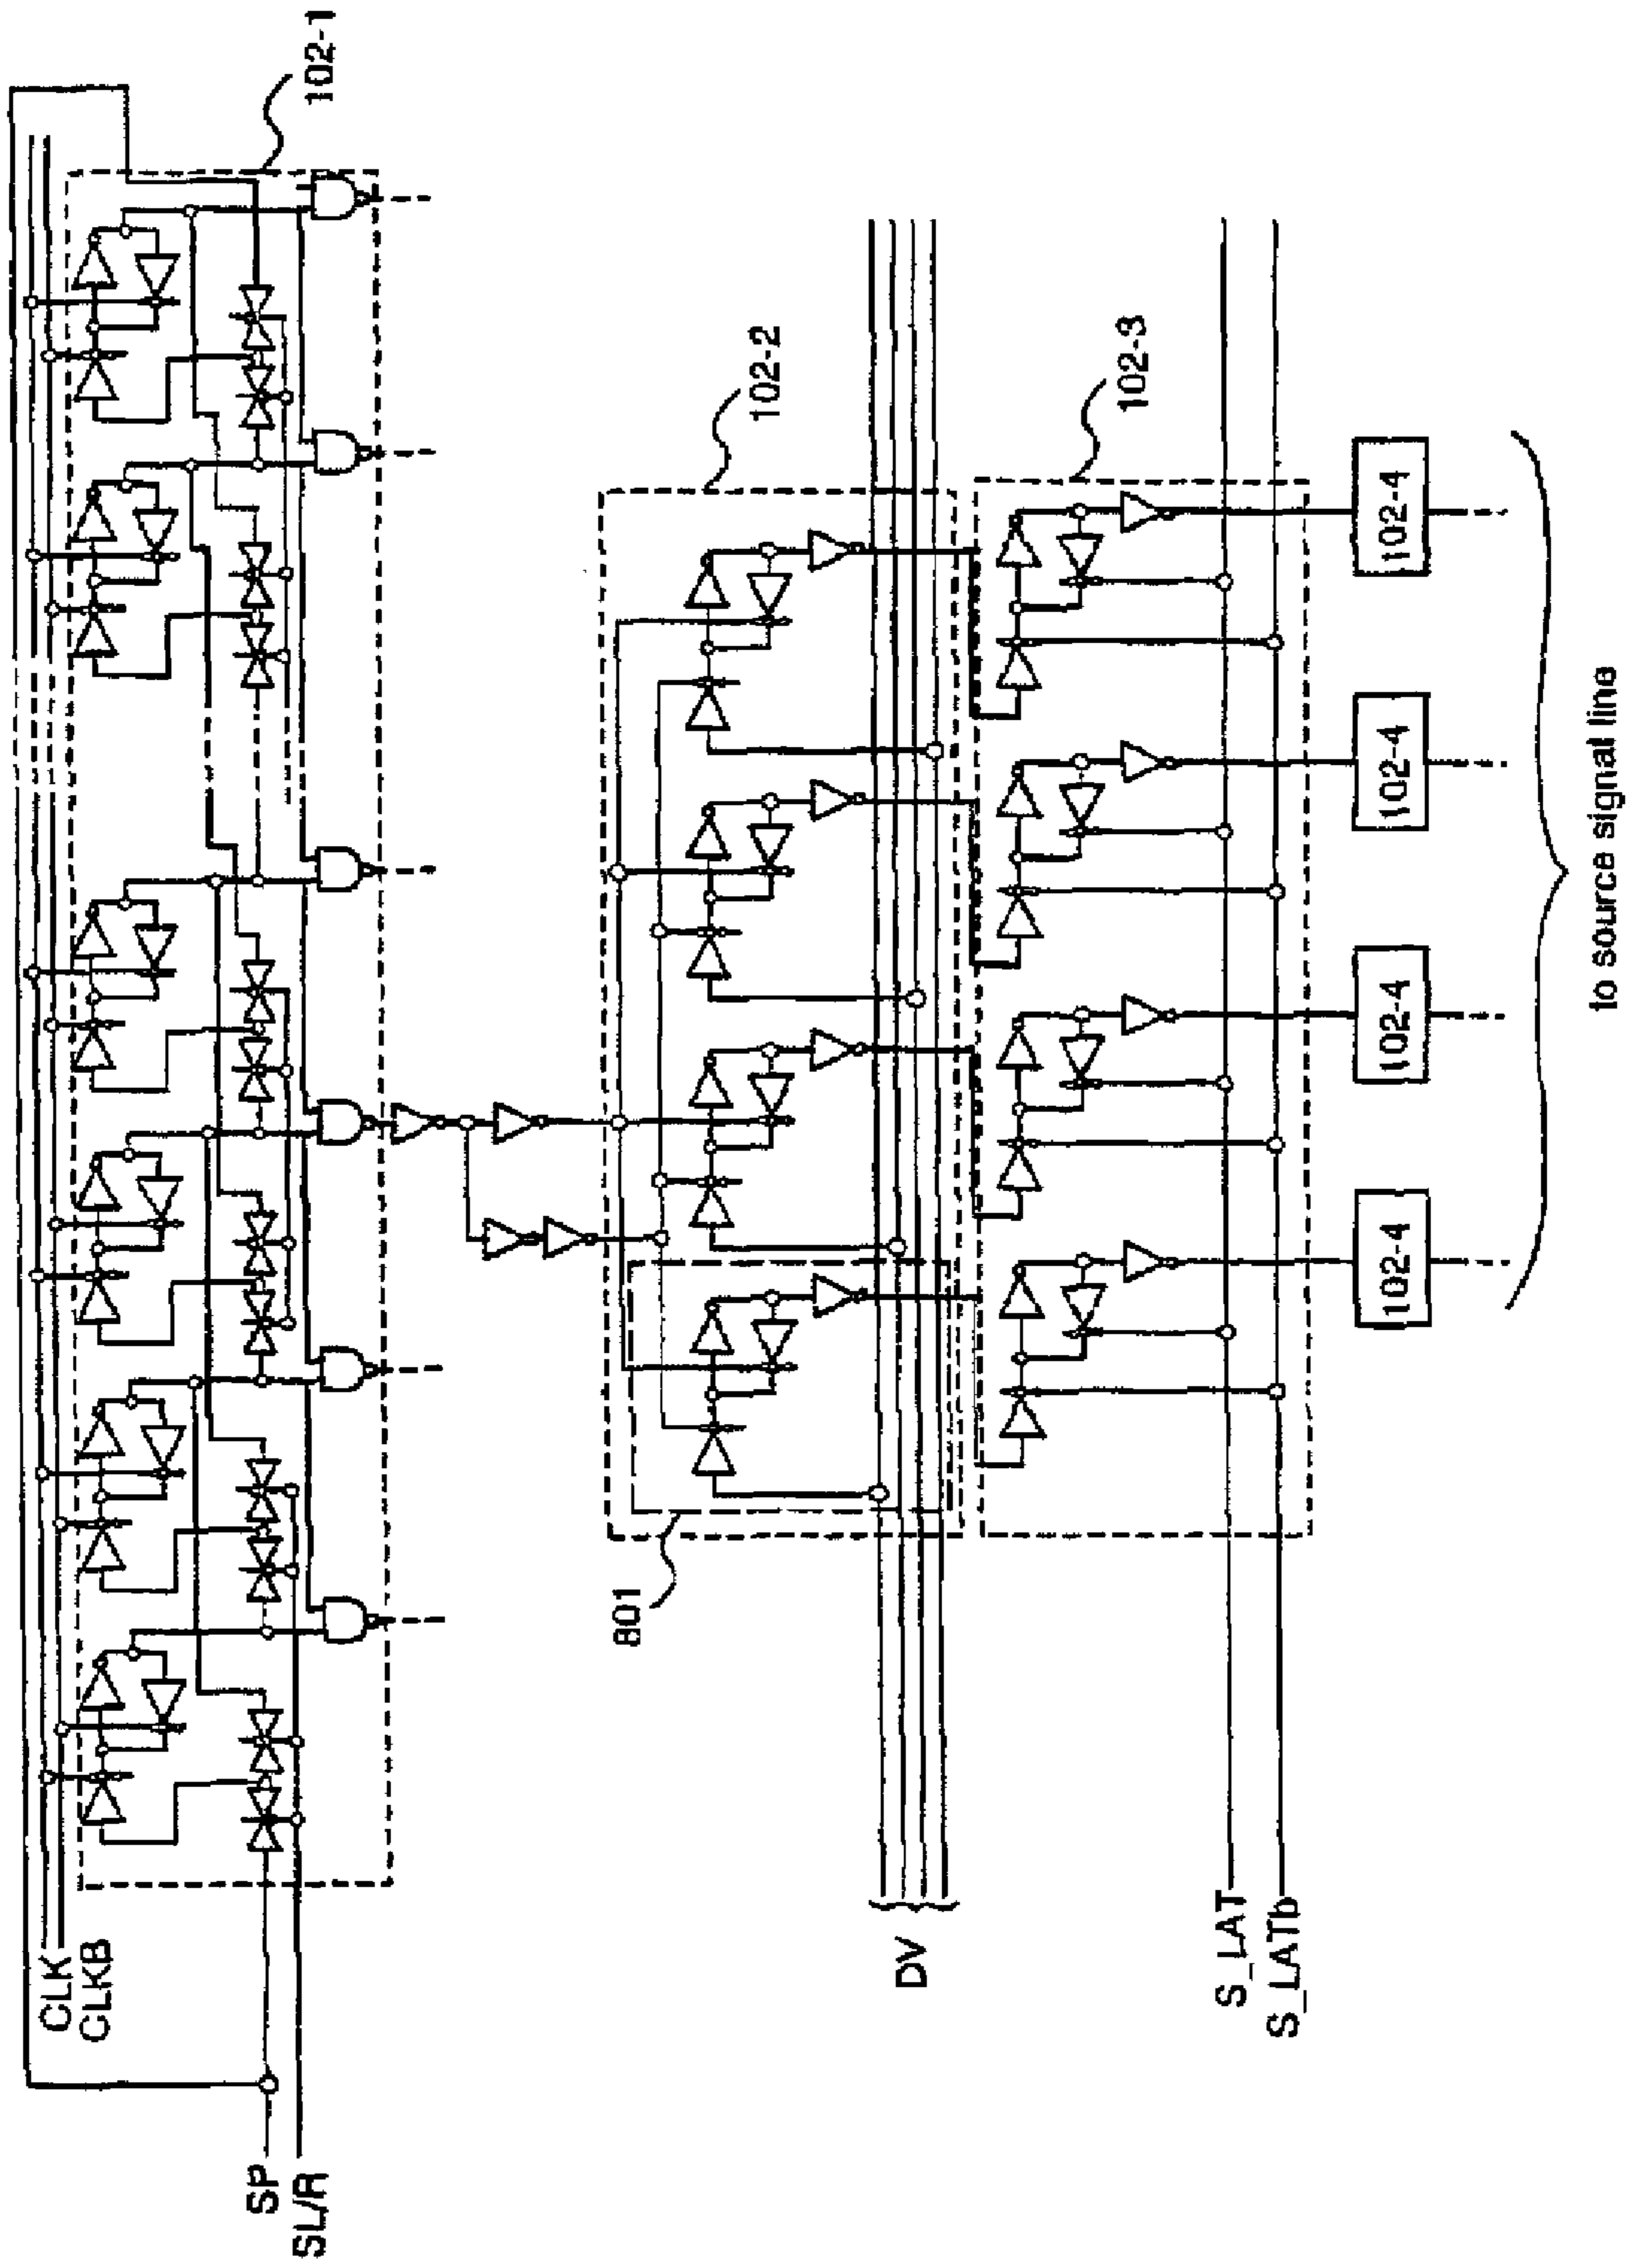 102-1
CLK
CLKB
SP
SL/R
102-2
801
DV
102-3
S_LAT
S_LATb
102-4
102-4
102-4
102-4
to source signal line